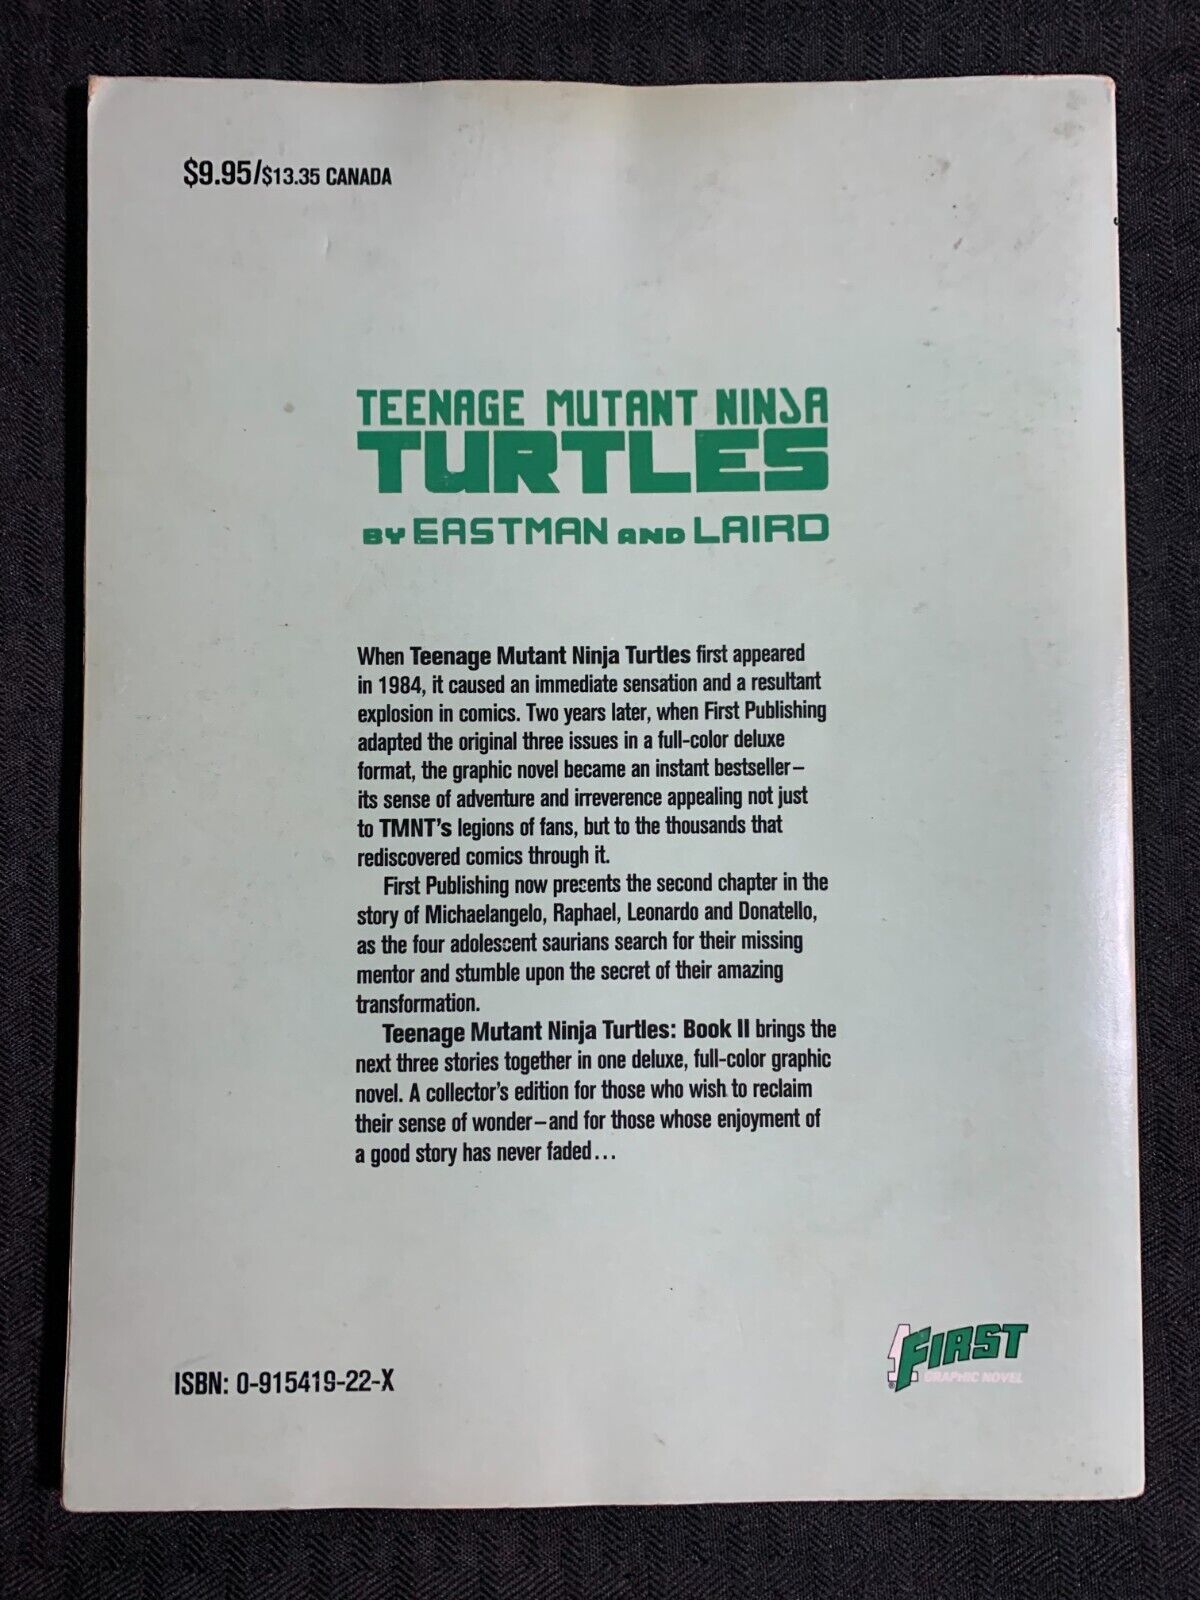 $9.95/$13.35 CANADA
TEENAGE MUTANT NINJA
TURTLES
BY EASTMAN AND LAIRD
When Teenage Mutant Ninja Turtles first appeared
in 1984, it caused an immediate sensation and a resultant
explosion in comics. Two years later, when First Publishing
adapted the original three issues in a full-color deluxe
format, the graphic novel became an instant bestseller–
its sense of adventure and irreverence appealing not just
to TMNT's legions of fans, but to the thousands that
rediscovered comics through it.
First Publishing now presents the second chapter in the
story of Michaelangelo, Raphael, Leonardo and Donatello,
as the four adolescent saurians search for their missing
mentor and stumble upon the secret of their amazing
transformation.
Teenage Mutant Ninja Turtles: Book II brings the
next three stories together in one deluxe, full-color graphic
novel. A collector's edition for those who wish to reclaim
their sense of wonder–and for those whose enjoyment of
a good story has never faded...
ISBN: 0-915419-22-X
1FIRST
® GRAPHIC NOVEL